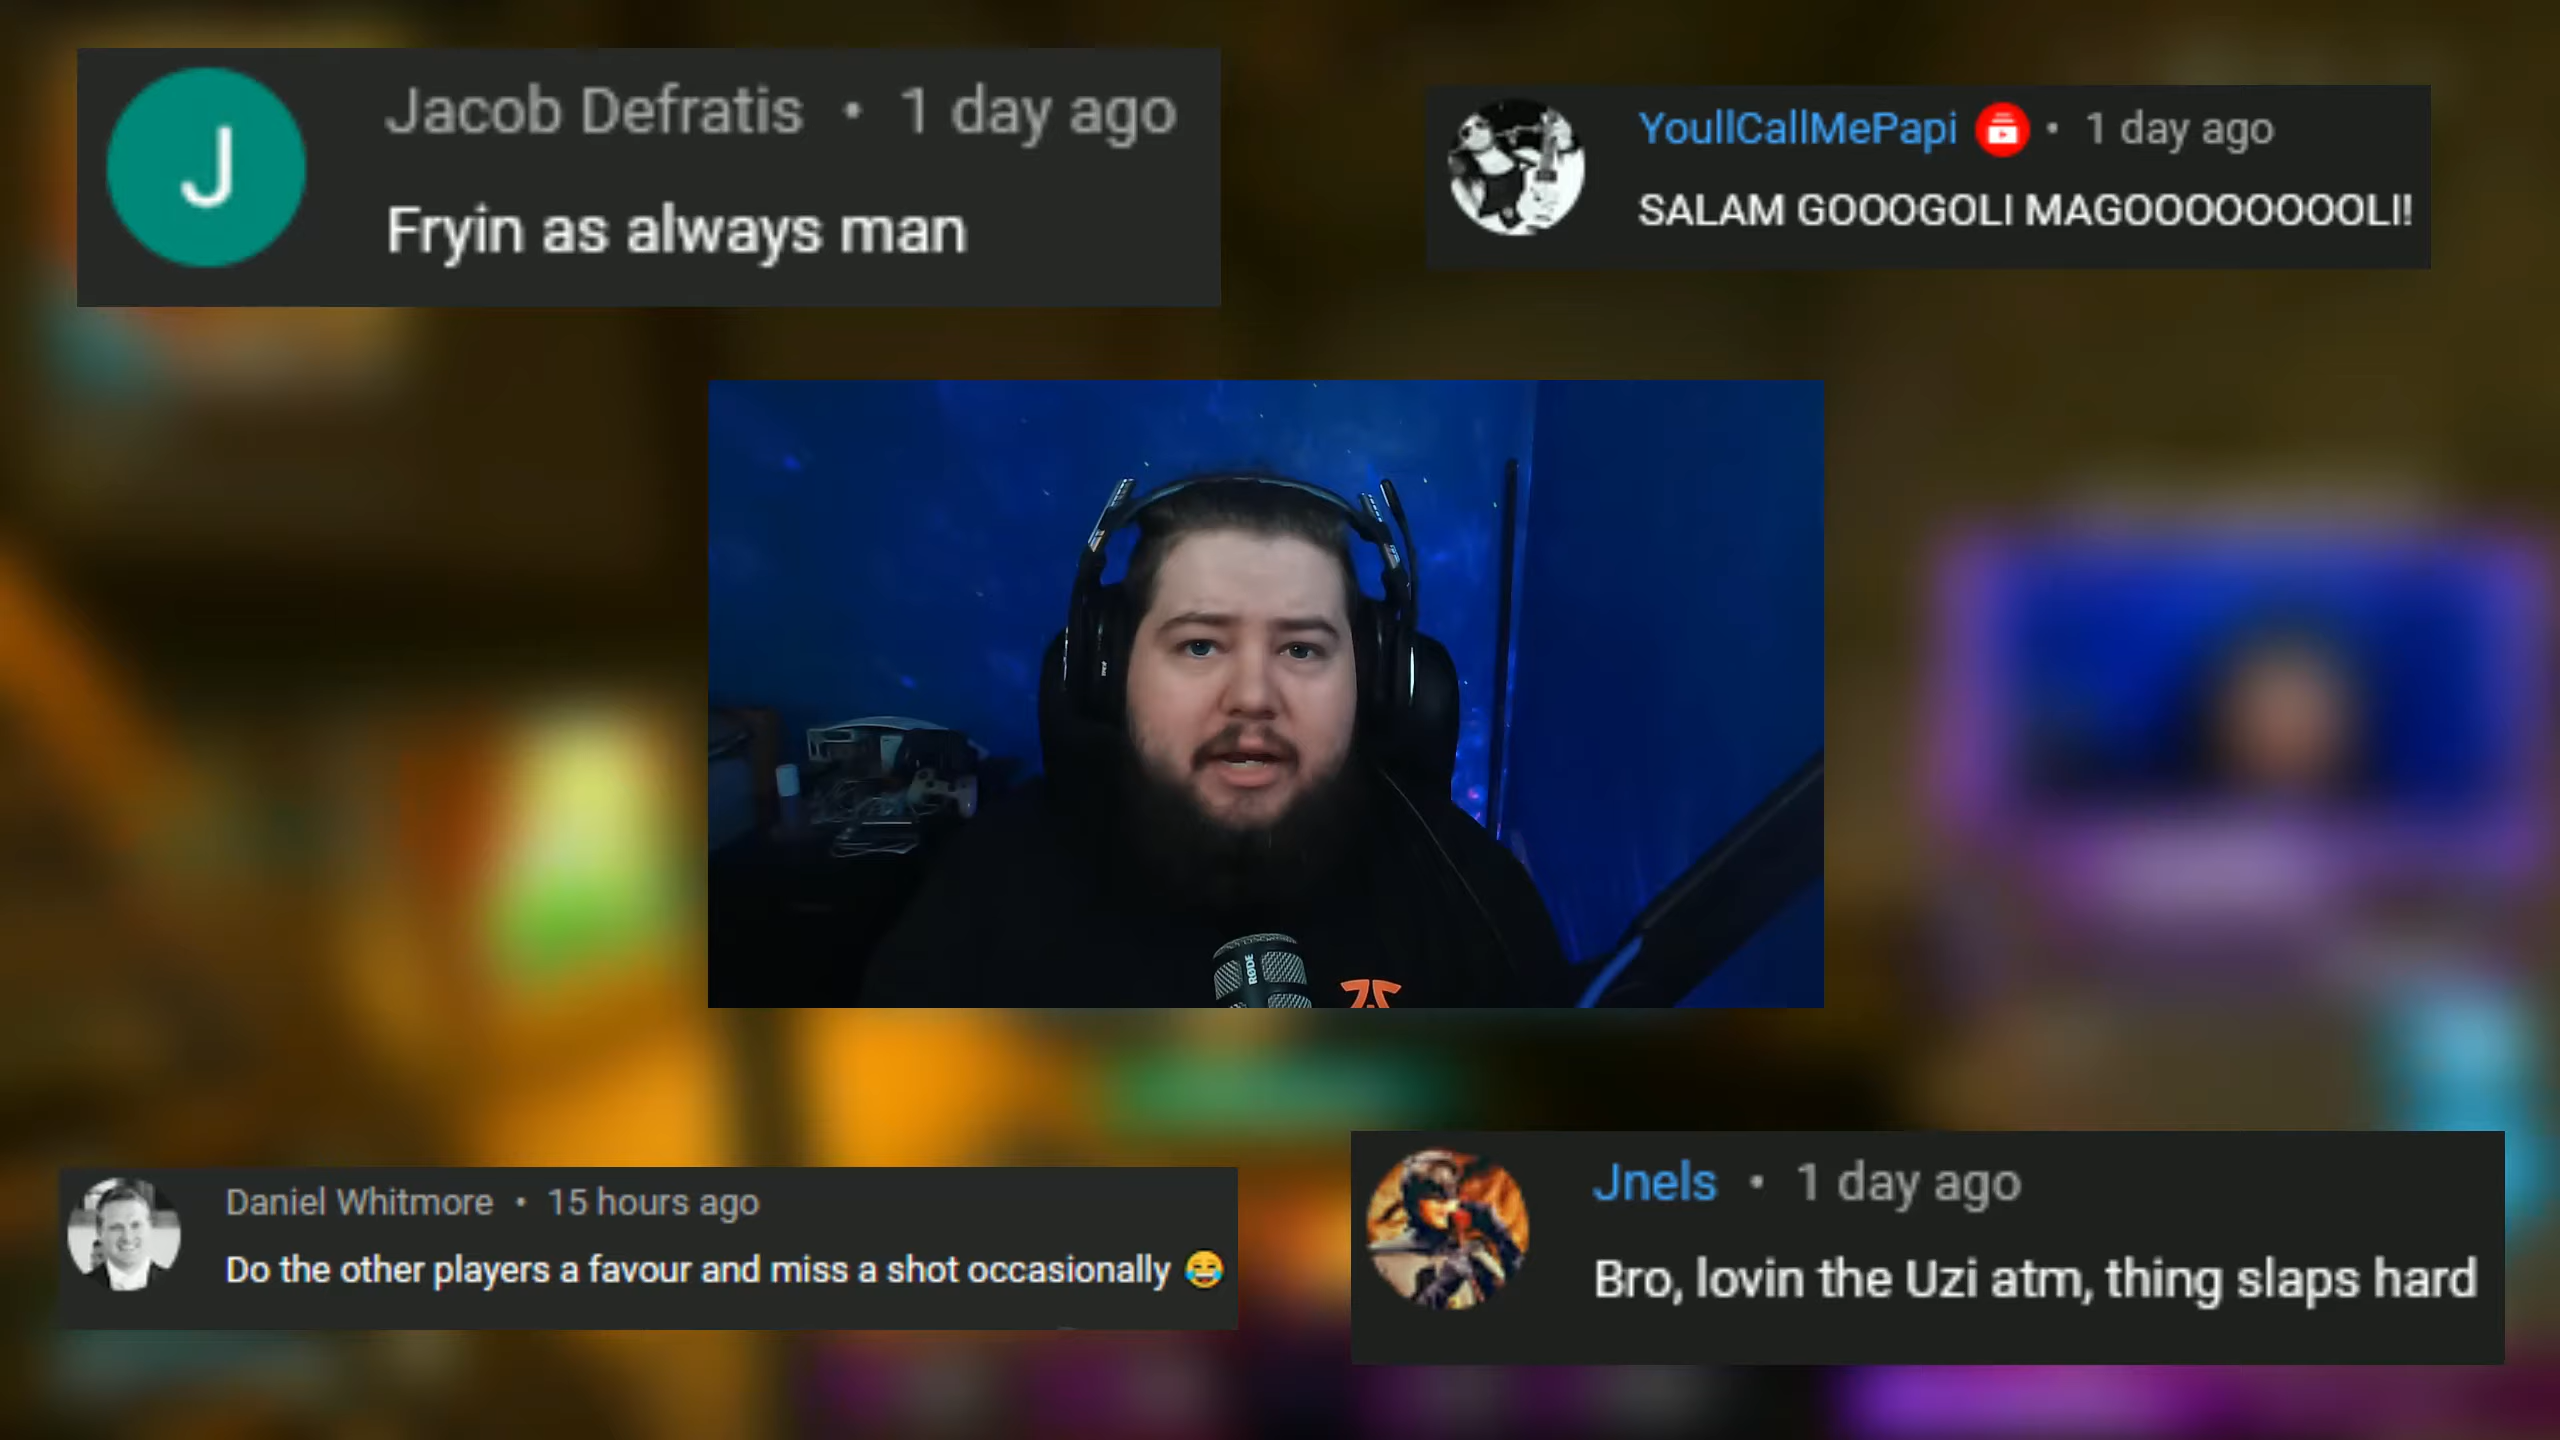 Jacob Defratis • 1 day ago
Fryin as always man
YoullCallMePapi • 1 day ago
SALAM GOOOGOLI MAGOOOOOOOOLI!
RØDE
Daniel Whitmore • 15 hours ago
Do the other players a favour and miss a shot occasionally 😂
Jnels • 1 day ago
Bro, lovin the Uzi atm, thing slaps hard
J